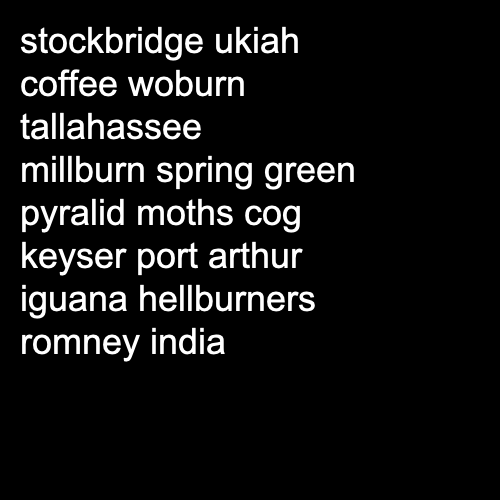 stockbridge ukiah
coffee woburn
tallahassee
millburn spring green
pyralid moths cog
keyser port arthur
iguana hellburners
romney india